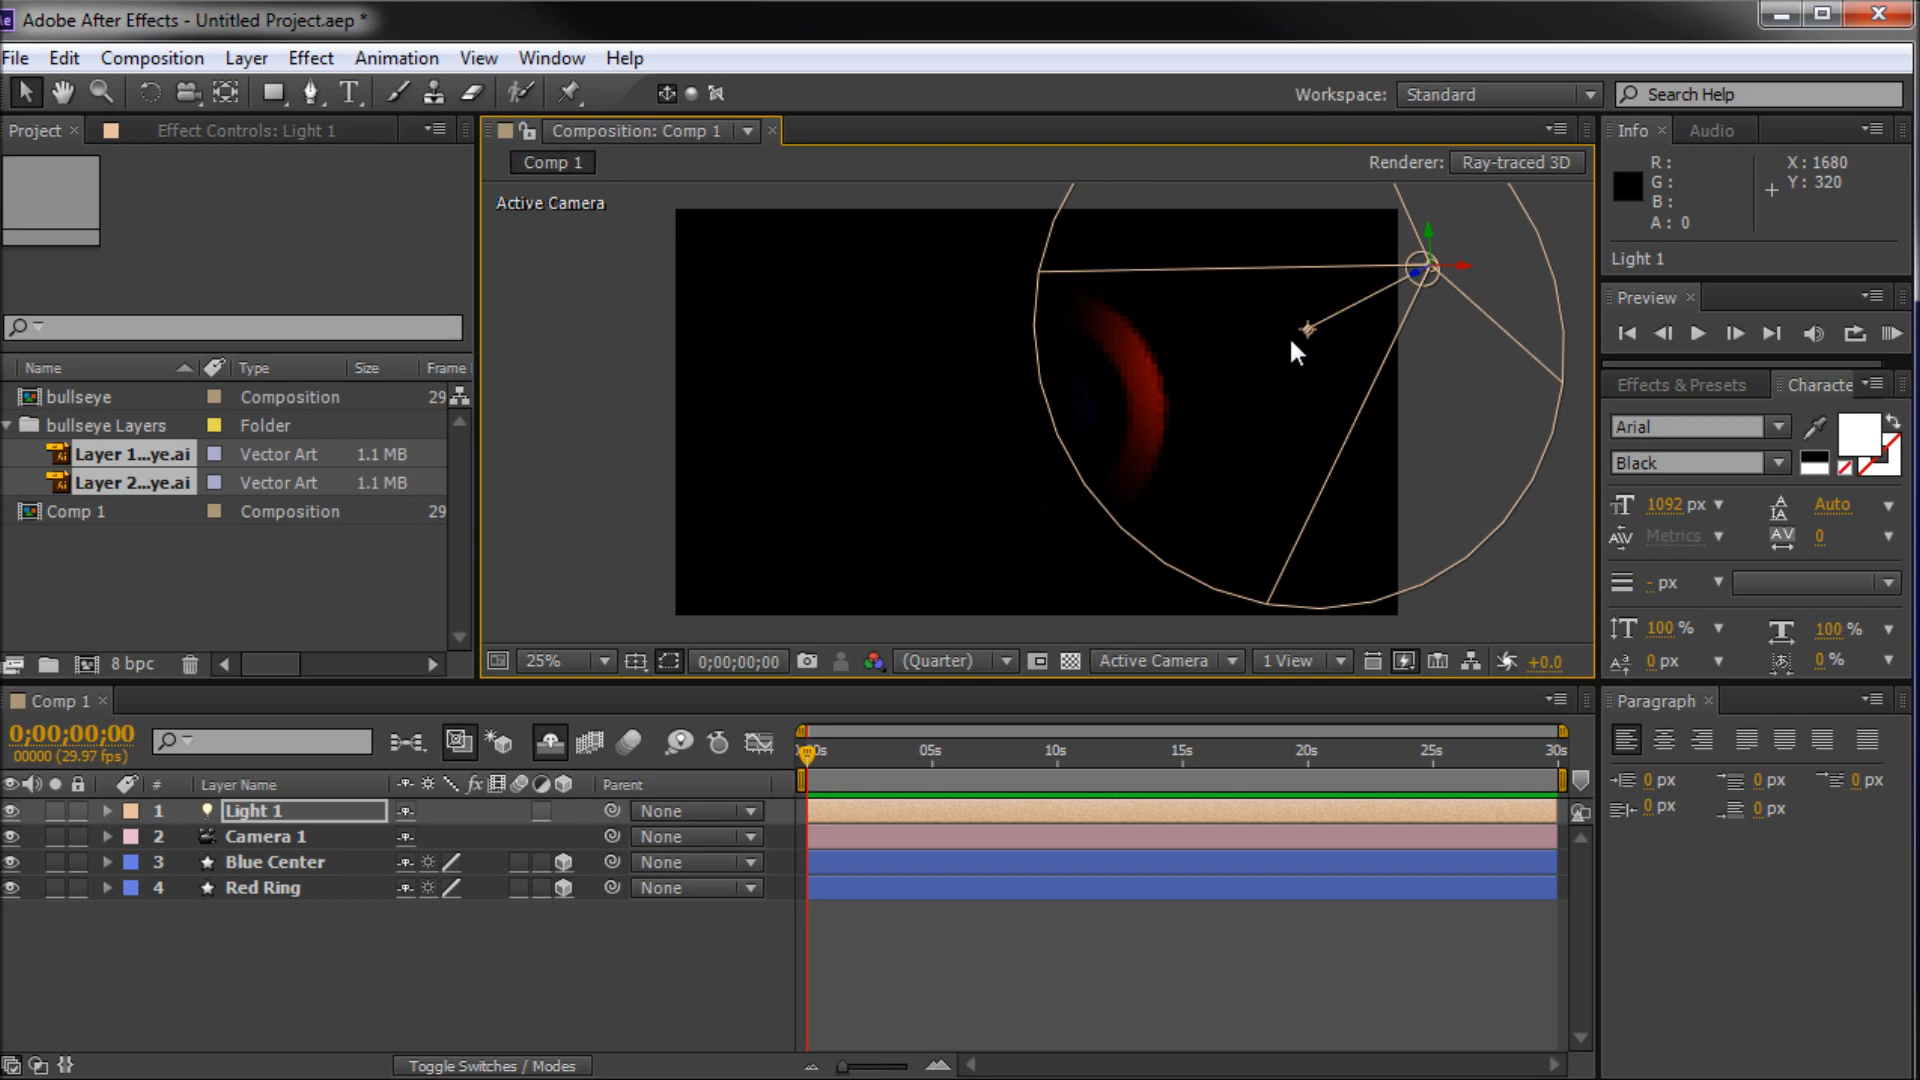 Adobe After Effects - Untitled Project.aep *
File Edit Composition Layer Effect Animation View Window Help
T
Workspace: Standard
Search Help
Project
Effect Controls: Light 1
Composition: Comp 1
Info
Audio
Comp 1
Renderer: Ray-traced 3D
R:
G:
B:
A: 0
X: 1680
Y: 320
Active Camera
Light 1
Preview
Name Type Size Frame
bullseye Composition 29
bullseye Layers Folder
Layer 1...ye.ai Vector Art 1.1 MB
Layer 2...ye.ai Vector Art 1.1 MB
Comp 1 Composition 29
Effects & Presets
Characte
Arial
Black
1092 px
Auto
Metrics
0
- px
100 %
100 %
0 px
0 %
8 bpc
25%
0;00;00;00
(Quarter)
Active Camera
1 View
+0.0
Comp 1
Paragraph
0;00;00;00
00000 (29.97 fps)
05s 10s 15s 20s 25s 30s
# Layer Name
fx
Parent
1 Light 1 None
2 Camera 1 None
3 Blue Center None
4 Red Ring None
0 px 0 px 0 px
0 px 0 px
Toggle Switches / Modes